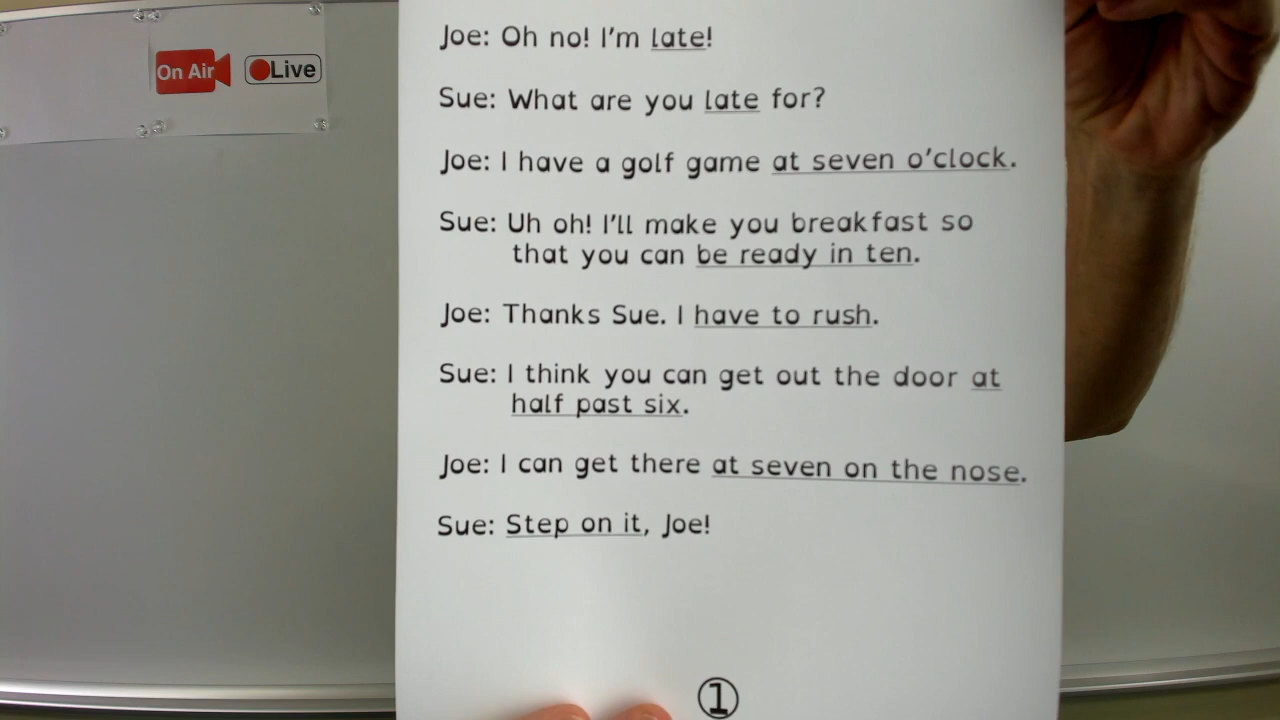 On Air
Live
Joe: Oh no! I'm late!
Sue: What are you late for?
Joe: I have a golf game at seven o'clock.
Sue: Uh oh! I'll make you breakfast so
that you can be ready in ten.
Joe: Thanks Sue. I have to rush.
Sue: I think you can get out the door at
half past six.
Joe: I can get there at seven on the nose.
Sue: Step on it, Joe!
①